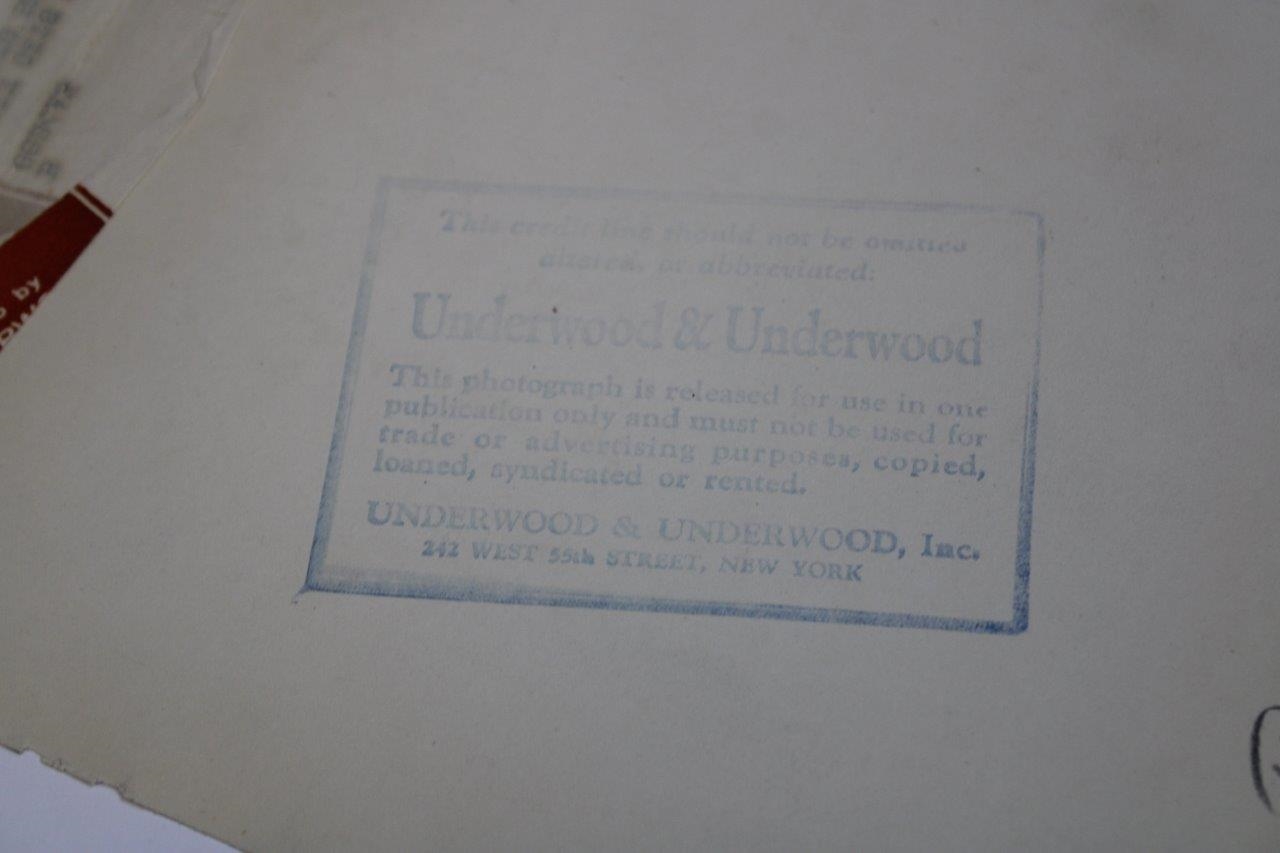 This credit line should not be omitted
altered, or abbreviated:
Underwood & Underwood
This photograph is released for use in one
publication only and must not be used for
trade or advertising purposes, copied,
loaned, syndicated or rented.
UNDERWOOD & UNDERWOOD, Inc.
242 WEST 55th STREET, NEW YORK
by